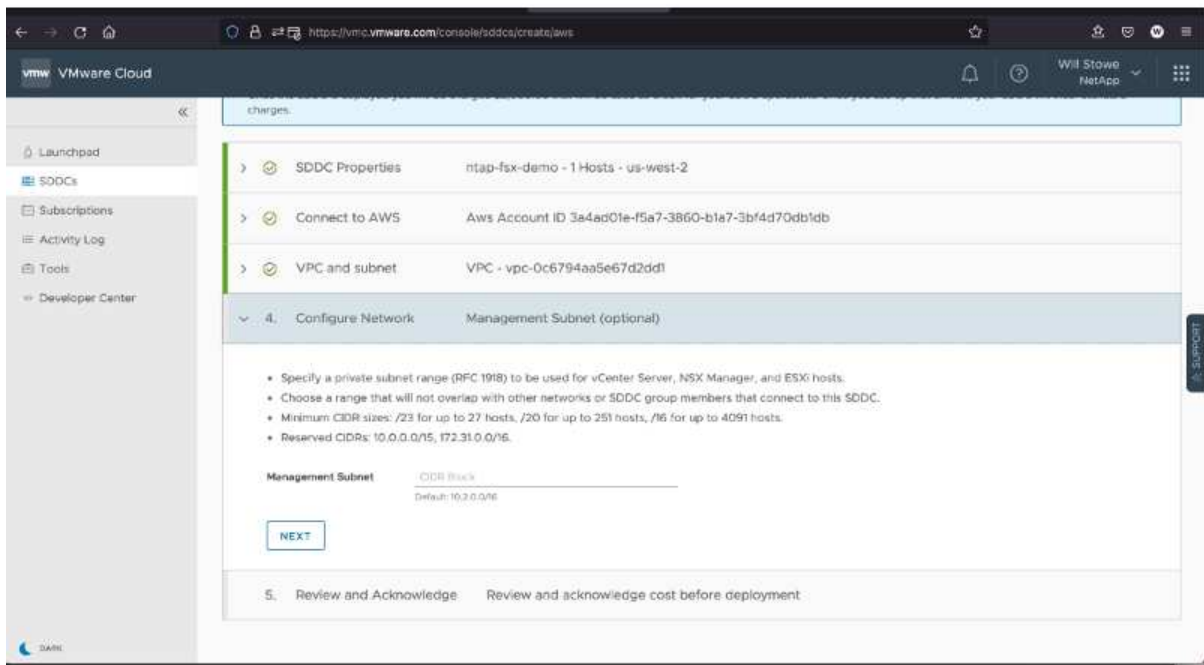 https://vmc.vmware.com/console/sddcs/create/aws
vmw VMware Cloud
Will Stowe
NetApp
charges.
Launchpad
SDDCs
Subscriptions
Activity Log
Tools
Developer Center
SDDC Properties ntap-fsx-demo - 1 Hosts - us-west-2
Connect to AWS Aws Account ID 3a4ad01e-f5a7-3860-b1a7-3bf4d70db1db
VPC and subnet VPC - vpc-0c6794aa5e67d2dd1
4. Configure Network Management Subnet (optional)
• Specify a private subnet range (RFC 1918) to be used for vCenter Server, NSX Manager, and ESXi hosts.
• Choose a range that will not overlap with other networks or SDDC group members that connect to this SDDC.
• Minimum CIDR sizes: /23 for up to 27 hosts, /20 for up to 251 hosts, /16 for up to 4091 hosts.
• Reserved CIDRs: 10.0.0.0/15, 172.31.0.0/16.
Management Subnet CIDR Block
Default: 10.2.0.0/16
NEXT
5. Review and Acknowledge Review and acknowledge cost before deployment
SUPPORT
DARK